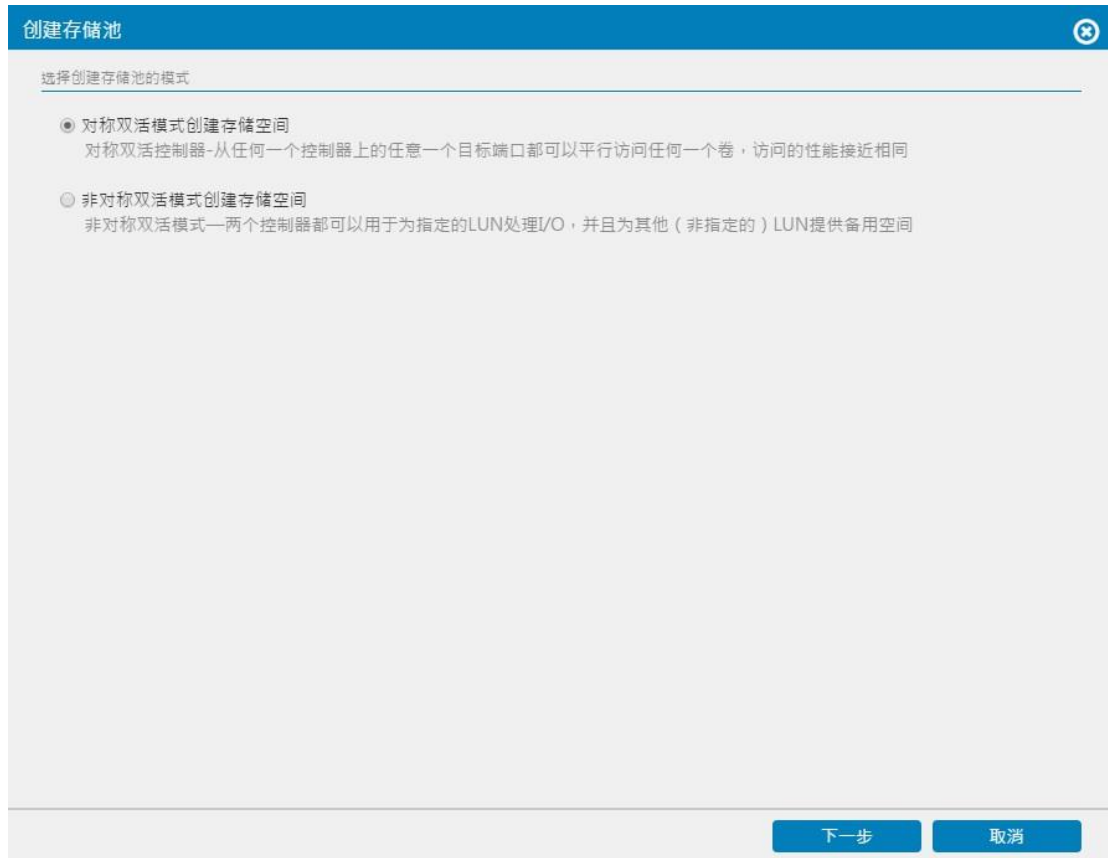 创建存储池
选择创建存储池的模式
对称双活模式创建存储空间
对称双活控制器-从任何一个控制器上的任意一个目标端口都可以平行访问任何一个卷，访问的性能接近相同
非对称双活模式创建存储空间
非对称双活模式—两个控制器都可以用于为指定的LUN处理I/O，并且为其他（非指定的）LUN提供备用空间
下一步
取消